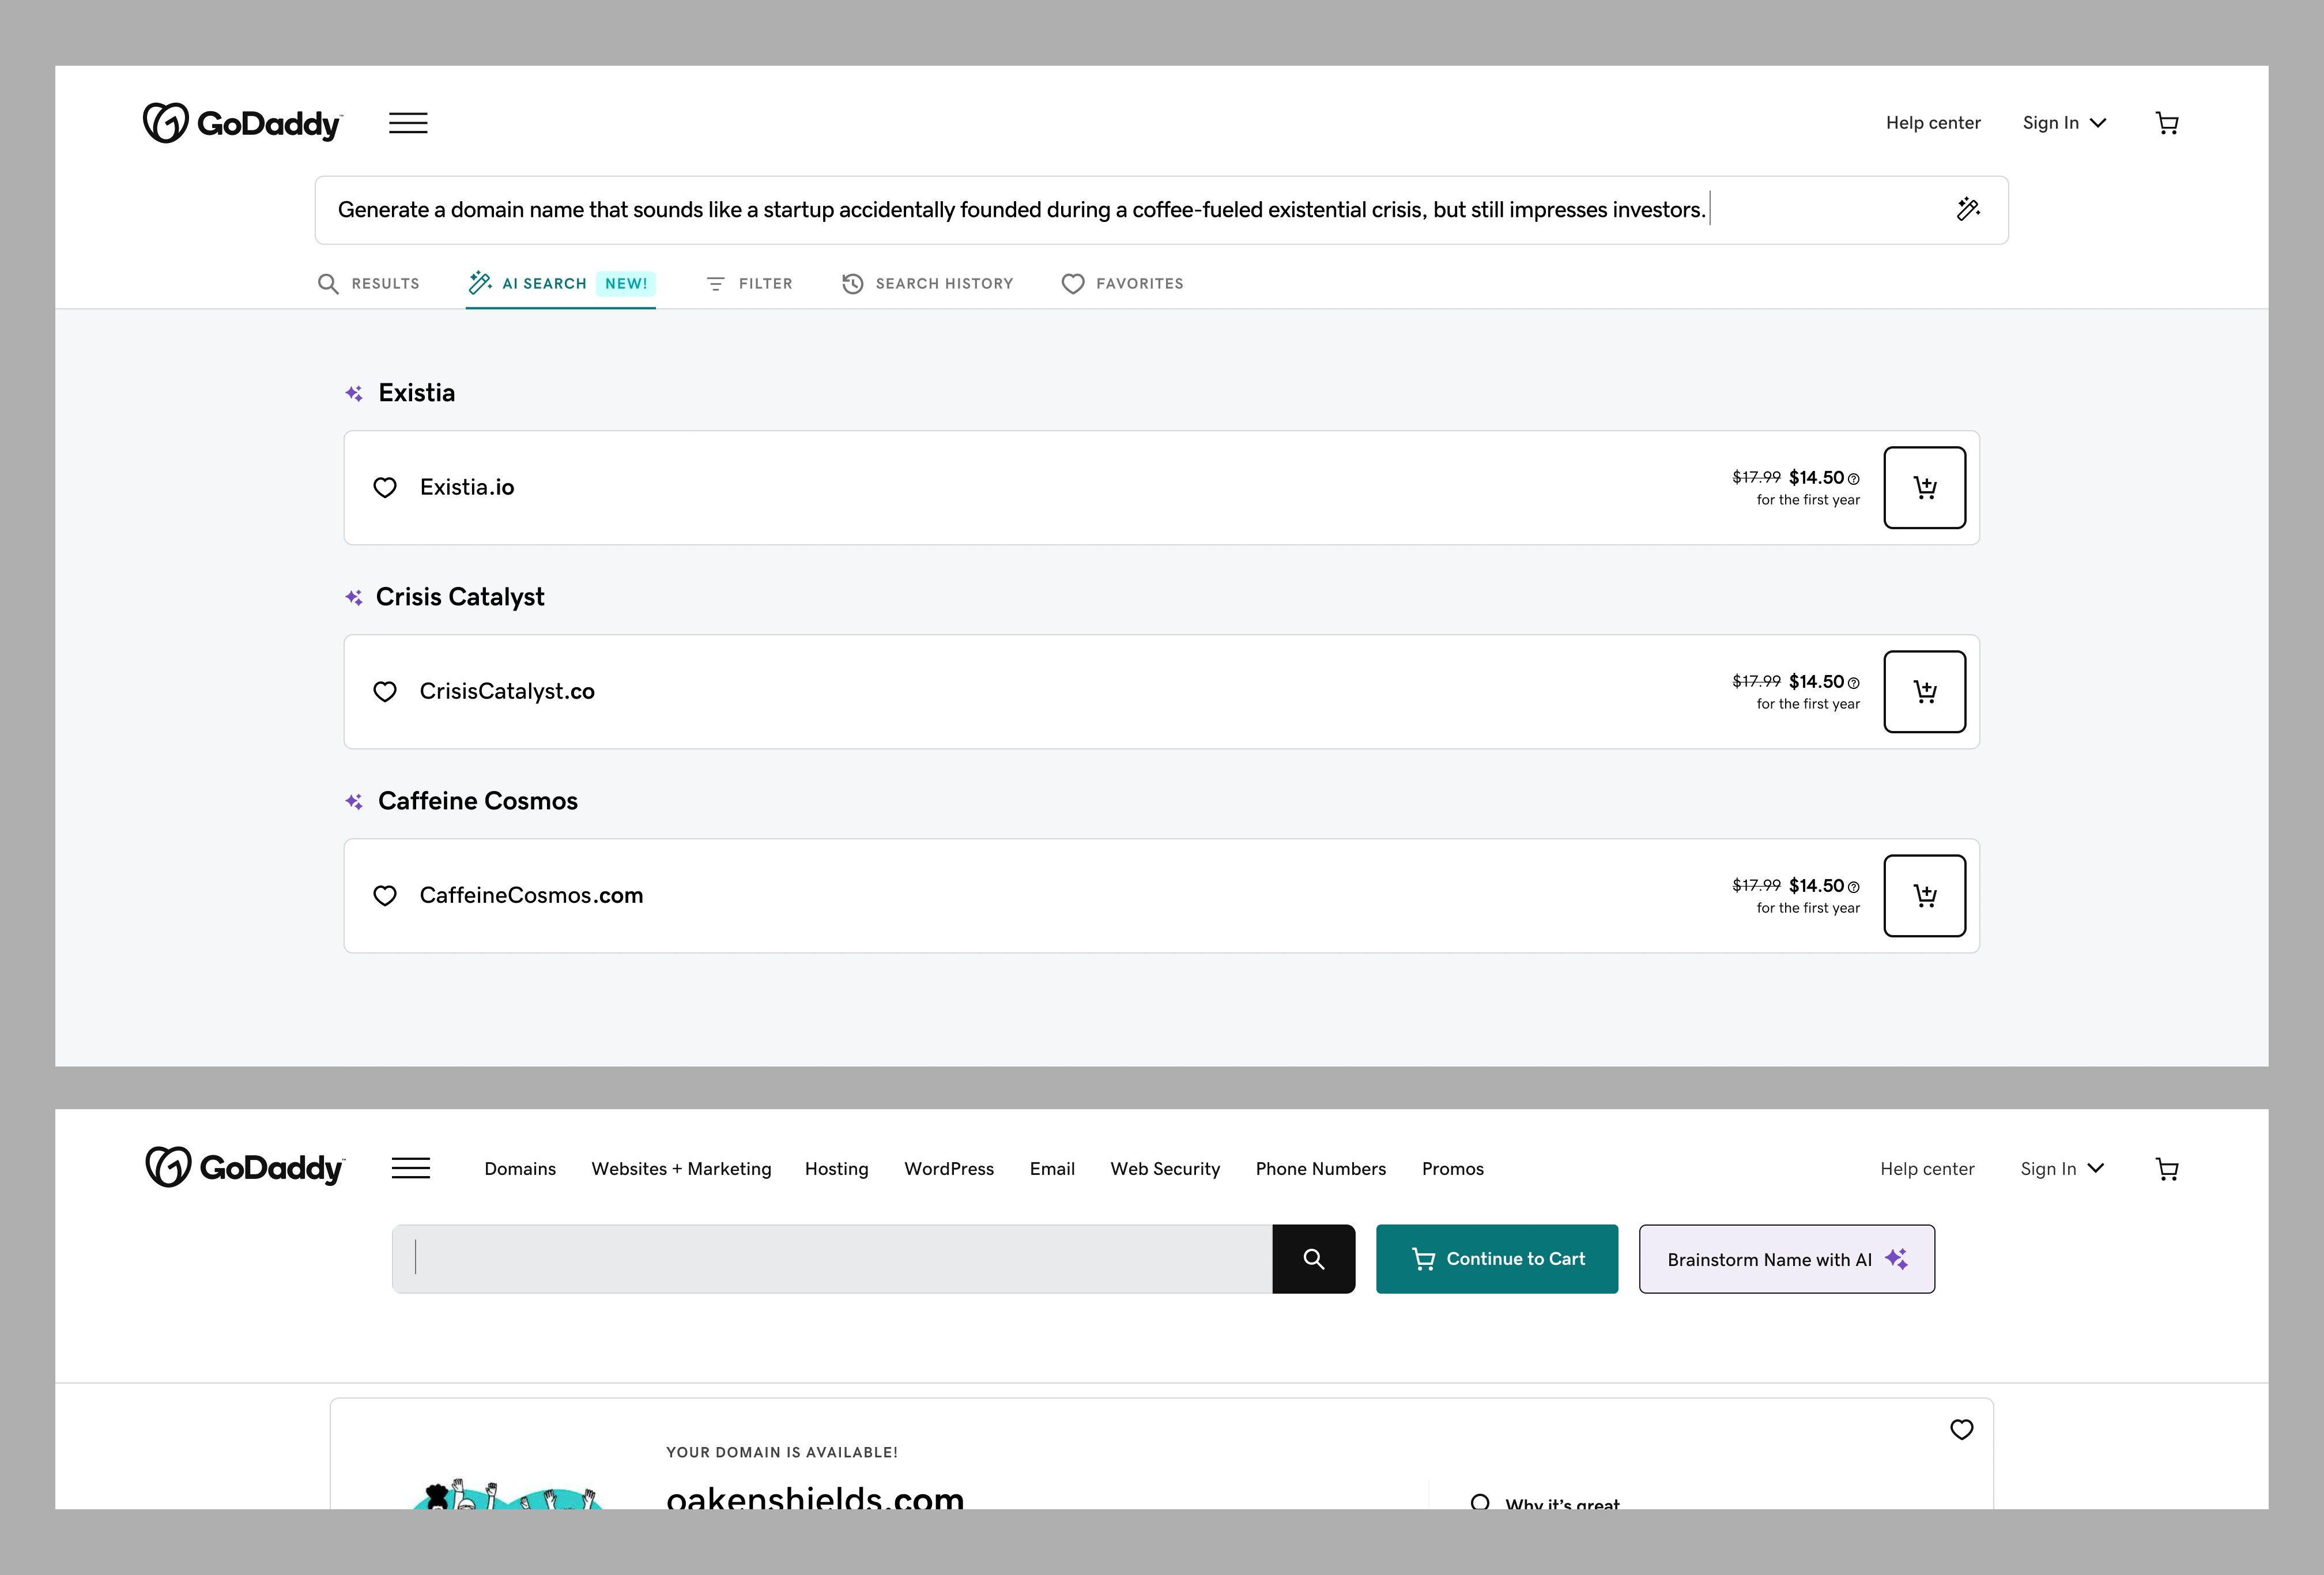 GoDaddy™
Help center
Sign In
Generate a domain name that sounds like a startup accidentally founded during a coffee-fueled existential crisis, but still impresses investors.
RESULTS
AI SEARCH NEW!
FILTER
SEARCH HISTORY
FAVORITES
Existia
Existia.io
$17.99 $14.50
for the first year
Crisis Catalyst
CrisisCatalyst.co
$17.99 $14.50
for the first year
Caffeine Cosmos
CaffeineCosmos.com
$17.99 $14.50
for the first year
GoDaddy™
Domains
Websites + Marketing
Hosting
WordPress
Email
Web Security
Phone Numbers
Promos
Help center
Sign In
Continue to Cart
Brainstorm Name with AI
YOUR DOMAIN IS AVAILABLE!
oakenshields.com
Why it's great